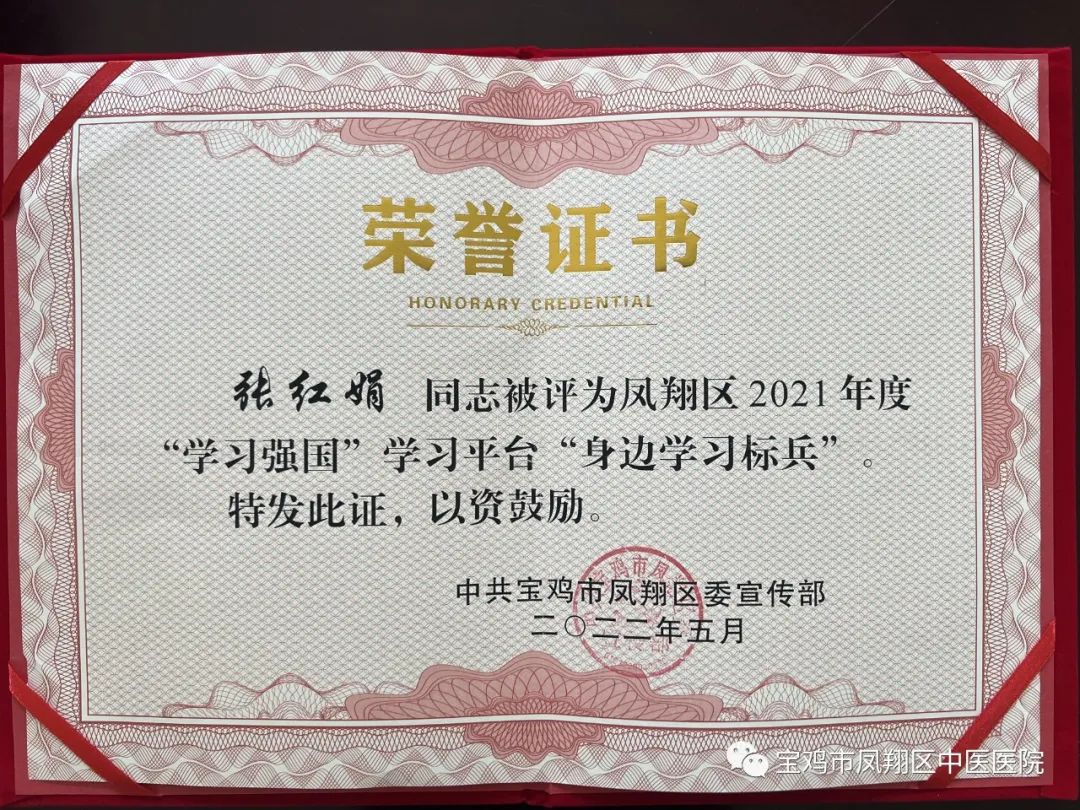 荣誉证书
HONORARY CREDENTIAL
张红娟 同志被评为凤翔区 2021 年度
“学习强国”学习平台“身边学习标兵”。
特发此证，以资鼓励。
中共宝鸡市凤翔区委宣传部
二〇二二年五月
宝鸡市凤翔区中医医院